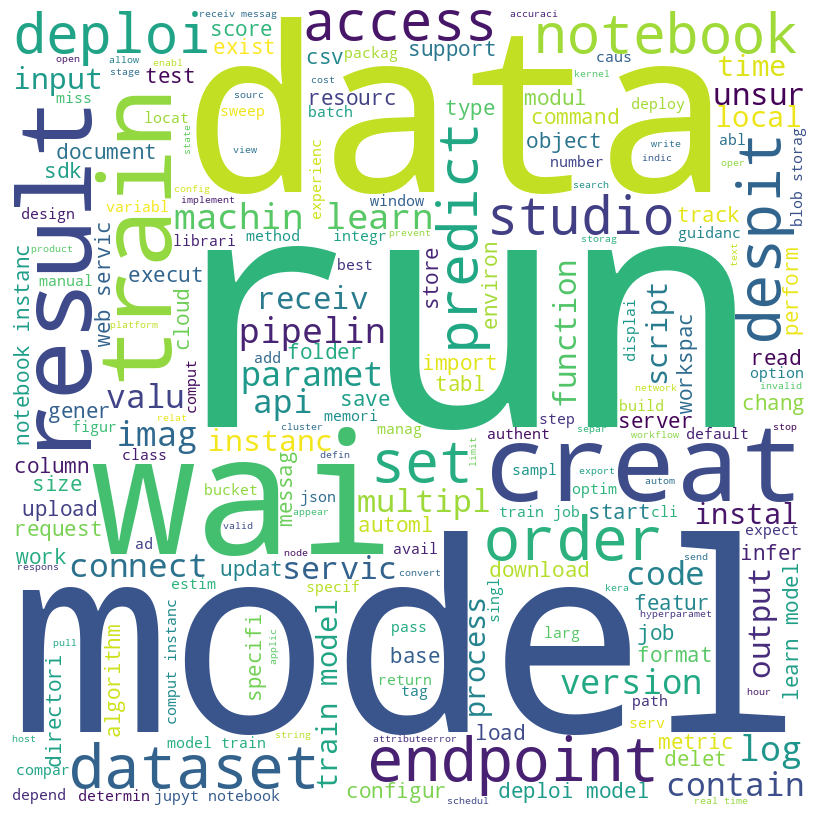 receiv messag
accuraci
deploi
score
access
notebook
open
allow
exist
csv
packag
support
caus
time
input
stage
enabl
test
data
cost
kernel
miss
sweep
resourc
modul
type
deploy
unsur
result
train
locat
sourc
batch
command
local
state
document
view
object
abl
sdk
experienc
number
write
indic
oper
predict
despit
blob storag
config
implement
search
design
variabl
window
studio
track
machin learn
guidanc
librari
method
integr
prevent
storag
text
product
best
store
environ
function
displai
script
workspac
perform
manual
execut
web servic
cloud
receiv
run
notebook instanc
platform
pipelin
add
folder
import
read
relat
comput
paramet
tabl
network
option
valu
api
save
build
invalid
gener
memori
step
server
chang
figur
imag
instanc
cluster
manag
authent
separ
workflow
default
stop
column
class
defin
messag
wai
set
limit
sampl
export
autom
creat
size
bucket
json
multipl
optim
upload
valid
appear
train job
start
cli
instal
request
ad
automl
order
expect
work
node
avail
infer
respons
connect
updat
servic
convert
download
send
code
estim
specif
singl
kera
hyperparamet
featur
model
pull
algorithm
comput instanc
specifi
applic
train model
pass
base
process
larg
job
output
learn model
return
tag
format
version
directori
path
hour
host
string
attributeerror
load
serv
metric
log
compar
model train
dataset
endpoint
delet
contain
depend
determin
jupyt notebook
configur
schedul
deploi model
real time